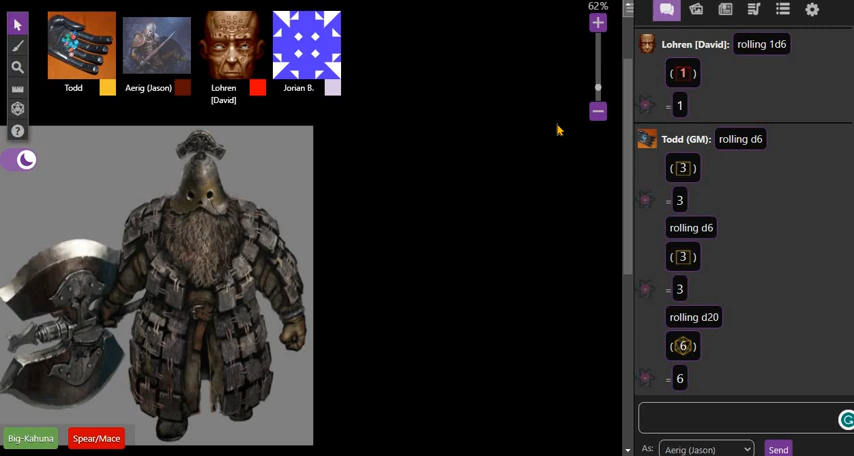 62%
Todd
Aerig (Jason)
Lohren
[David]
Jorian B.
Lohren [David]: rolling 1d6
(1)
=1
Todd (GM): rolling d6
(3)
=3
rolling d6
(3)
=3
rolling d20
(6)
=6
Big-Kahuna
Spear/Mace
As: Aerig (Jason) Send